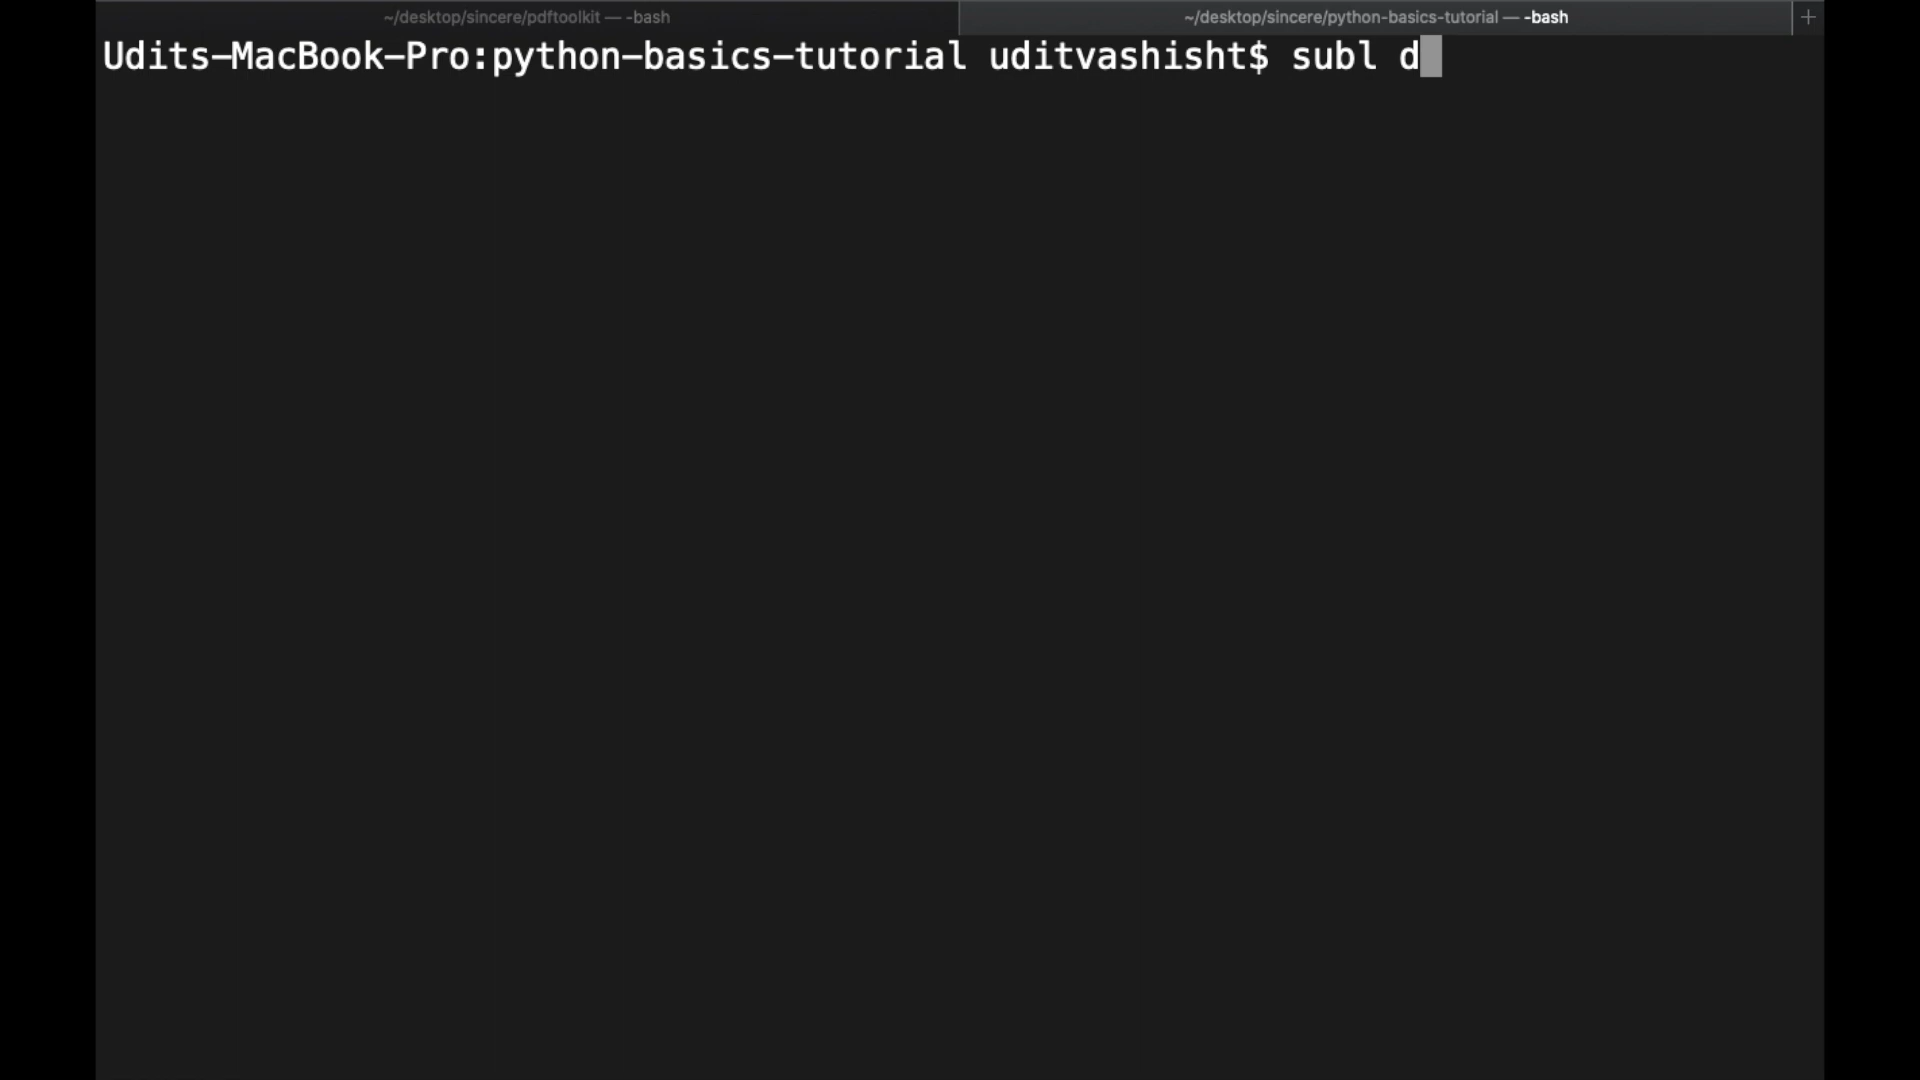 ~/desktop/sincere/pdftoolkit — -bash
~/desktop/sincere/python-basics-tutorial — -bash
+
Udits-MacBook-Pro:python-basics-tutorial uditvashisht$ subl d